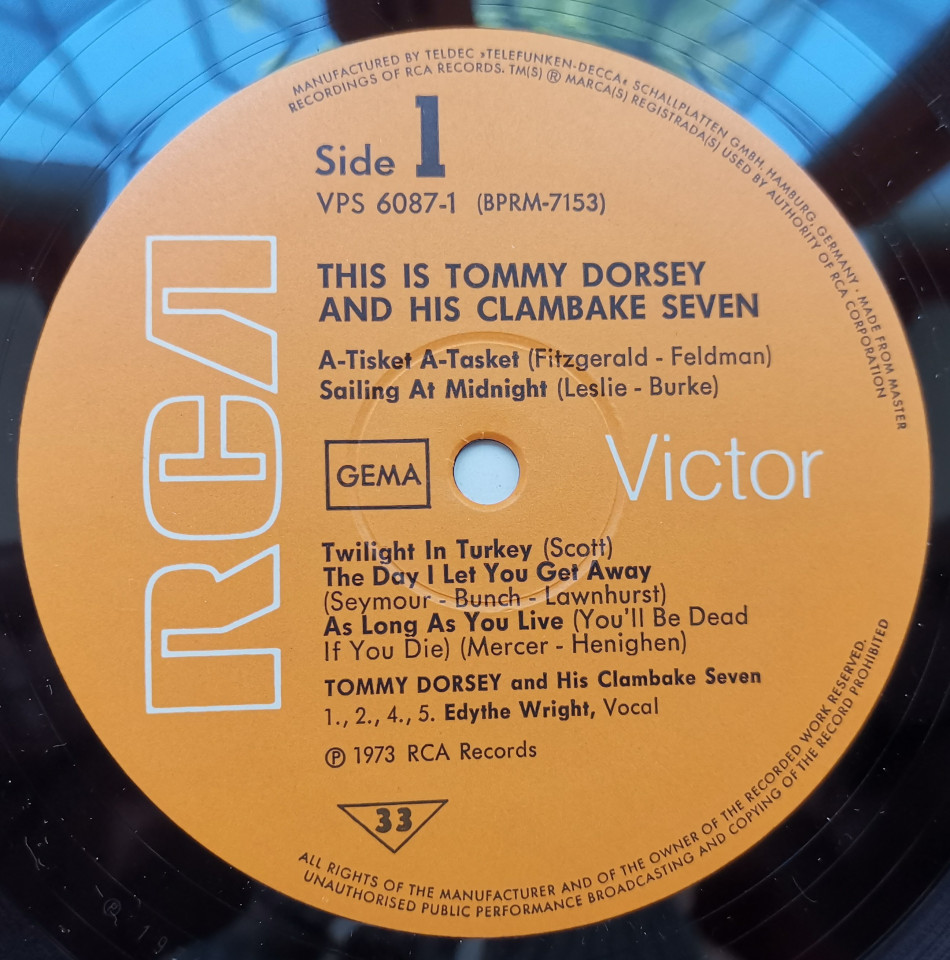 MANUFACTURED BY TELDEC »TELEFUNKEN-DECCA« SCHALLPLATTEN GMBH, HAMBURG, GERMANY · MADE FROM MASTER
RECORDINGS OF RCA RECORDS. TM(S) ® MARCA(S) REGISTRADA(S) USED BY AUTHORITY OF RCA CORPORATION
Side 1
VPS 6087-1 (BPRM-7153)
THIS IS TOMMY DORSEY
AND HIS CLAMBAKE SEVEN
A-Tisket A-Tasket (Fitzgerald - Feldman)
Sailing At Midnight (Leslie - Burke)
RCA
GEMA
Victor
Twilight In Turkey (Scott)
The Day I Let You Get Away
(Seymour - Bunch - Lawnhurst)
As Long As You Live (You'll Be Dead
If You Die) (Mercer - Henighen)
TOMMY DORSEY and His Clambake Seven
1., 2., 4., 5. Edythe Wright, Vocal
℗ 1973 RCA Records
33
ALL RIGHTS OF THE MANUFACTURER AND OF THE OWNER OF THE RECORDED WORK RESERVED.
UNAUTHORISED PUBLIC PERFORMANCE BROADCASTING AND COPYING OF THE RECORD PROHIBITED